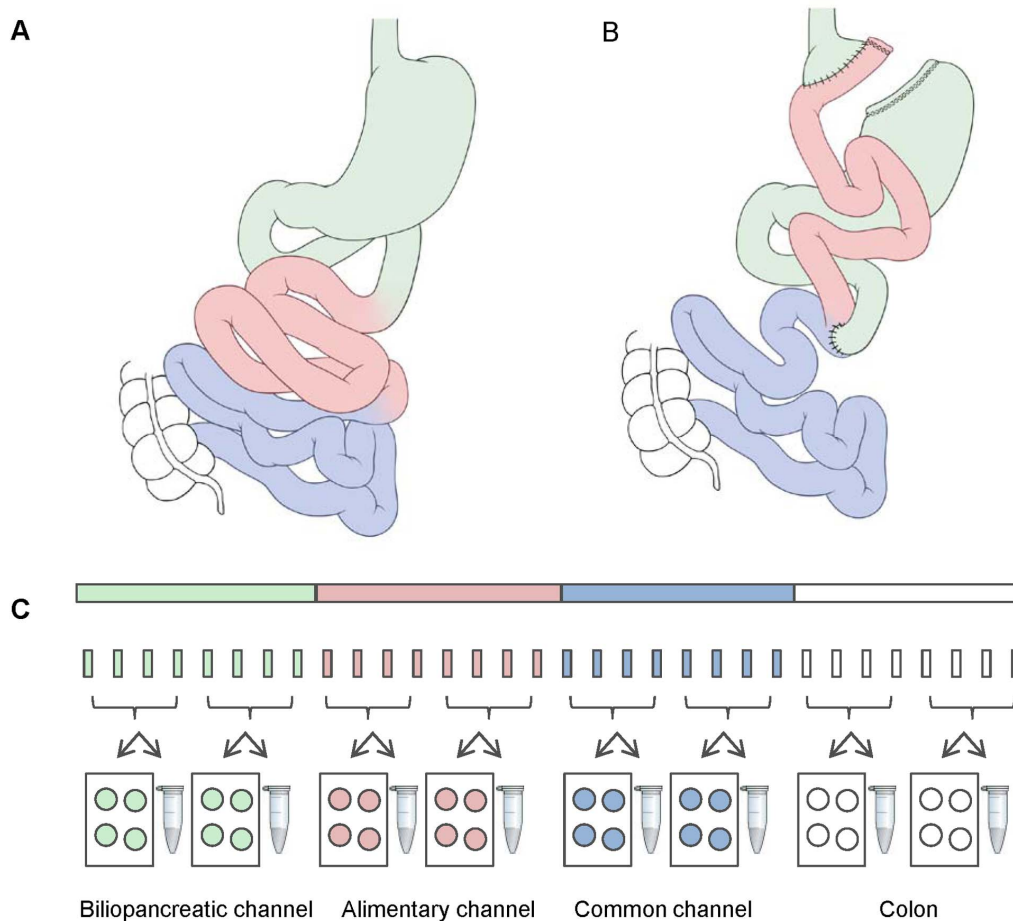 A
B
C
Biliopancreatic channel
Alimentary channel
Common channel
Colon